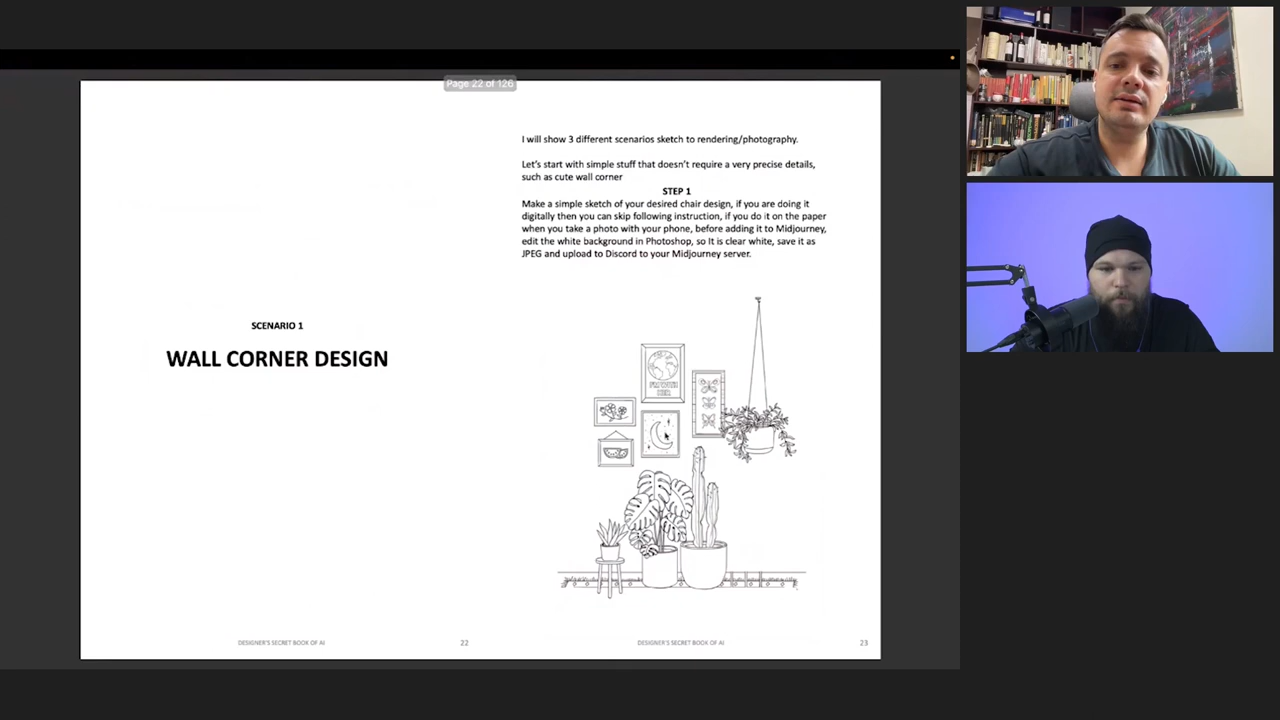 Page 22 of 126
SCENARIO 1
WALL CORNER DESIGN
DESIGNER'S SECRET BOOK OF AI
22
I will show 3 different scenarios sketch to rendering/photography.
Let's start with simple stuff that doesn't require a very precise details,
such as cute wall corner
STEP 1
Make a simple sketch of your desired chair design, if you are doing it
digitally then you can skip following instruction, if you do it on the paper
when you take a photo with your phone, before adding it to Midjourney,
edit the white background in Photoshop, so It is clear white, save it as
JPEG and upload to Discord to your Midjourney server.
DESIGNER'S SECRET BOOK OF AI
23